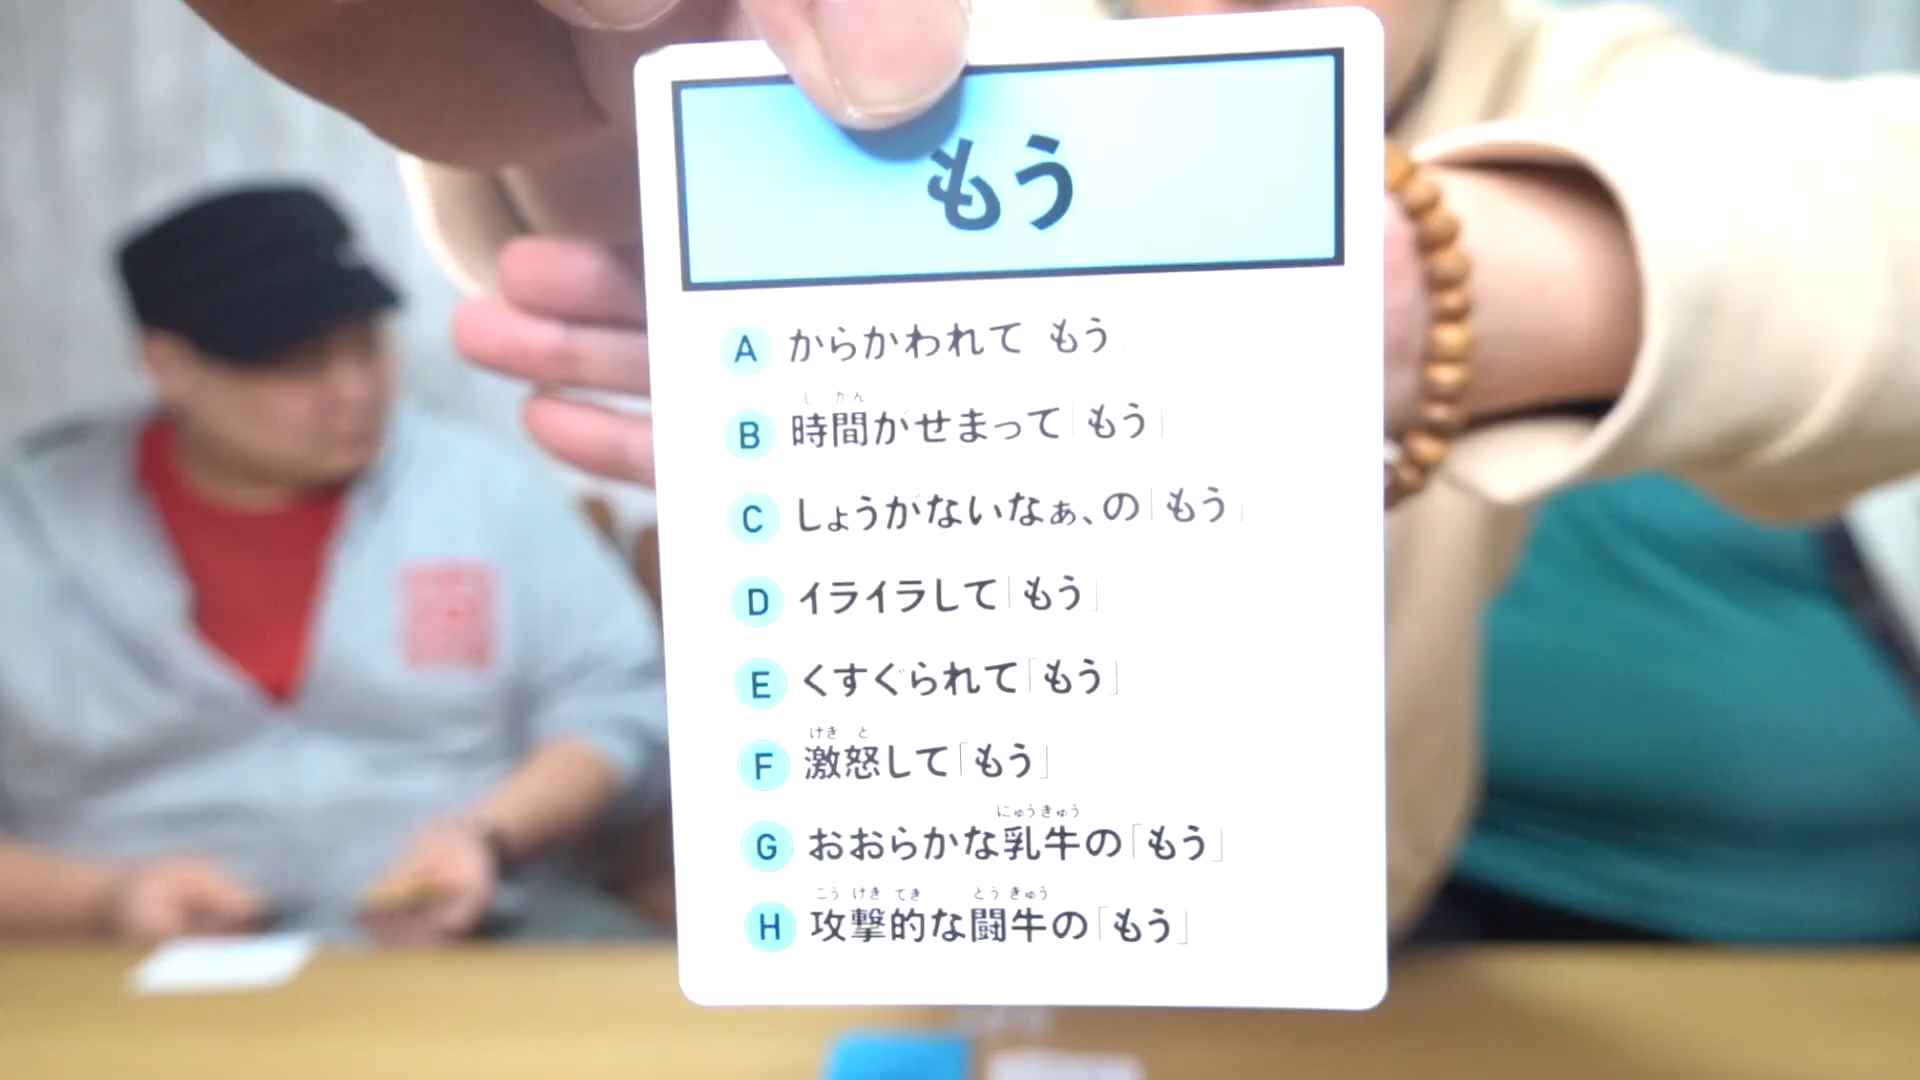 もう
A からかわれて「もう」
B 時間がせまって「もう」
C しょうがないなぁ、の「もう」
D イライラして「もう」
E くすぐられて「もう」
F 激怒して「もう」
G おおらかな乳牛の「もう」
H 攻撃的な闘牛の「もう」